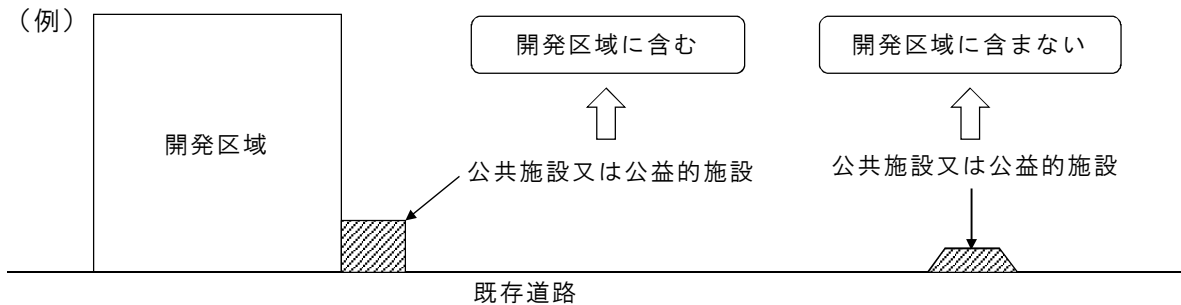 （例）
開発区域に含む
開発区域に含まない
開発区域
公共施設又は公益的施設
公共施設又は公益的施設
既存道路